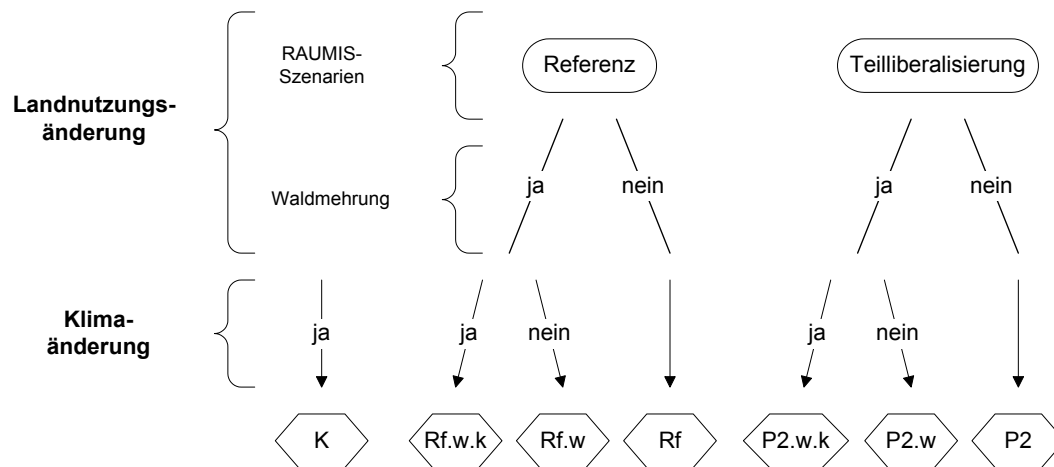 RAUMIS-
Szenarien
Referenz
Teilliberalisierung
Landnutzungs-
änderung
Waldmehrung
ja
nein
ja
nein
Klima-
änderung
ja
ja
nein
ja
nein
K
Rf.w.k
Rf.w
Rf
P2.w.k
P2.w
P2